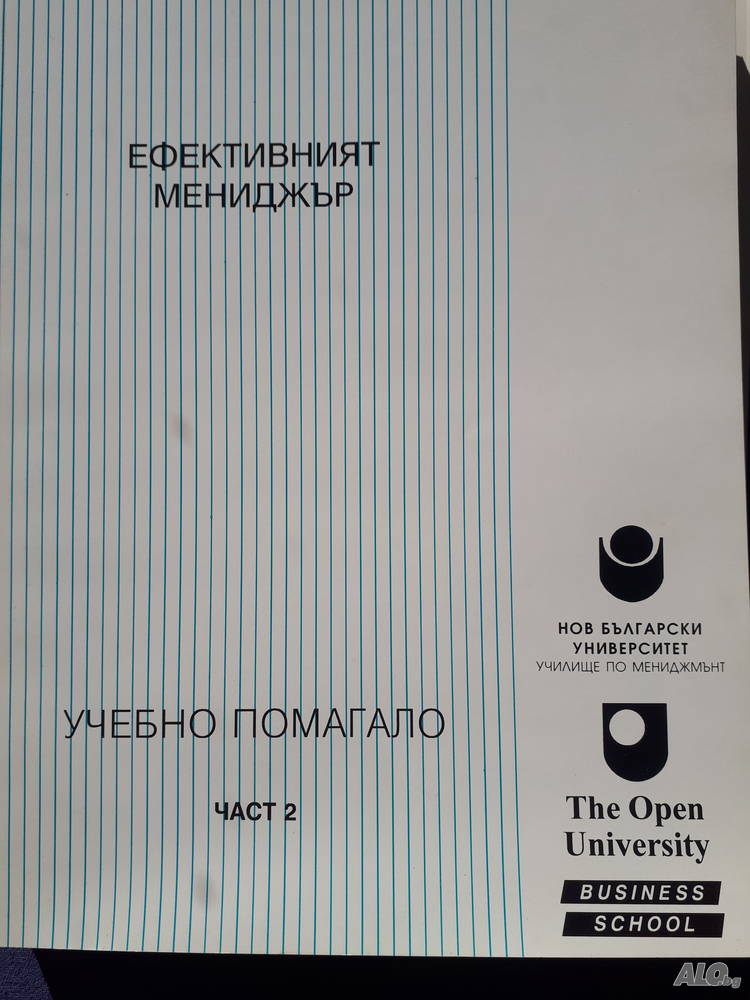 ЕФЕКТИВНИЯТ
МЕНИДЖЪР
УЧЕБНО ПОМАГАЛО
ЧАСТ 2
НОВ БЪЛГАРСКИ
УНИВЕРСИТЕТ
УЧИЛИЩЕ ПО МЕНИДЖМЪНТ
The Open
University
BUSINESS
SCHOOL
ALO.bg